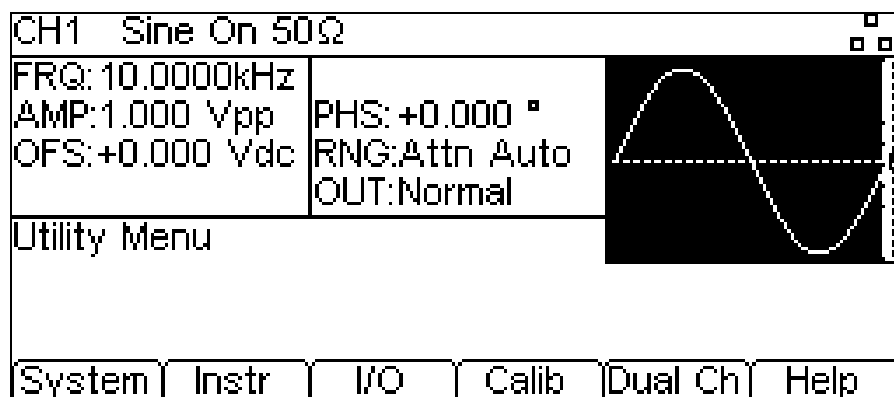 CH1 Sine On 50Ω
FRQ:10.0000kHz
AMP:1.000 Vpp
OFS:+0.000 Vdc
PHS:+0.000 °
RNG:Attn Auto
OUT:Normal
Utility Menu
System Instr I/O Calib Dual Ch Help